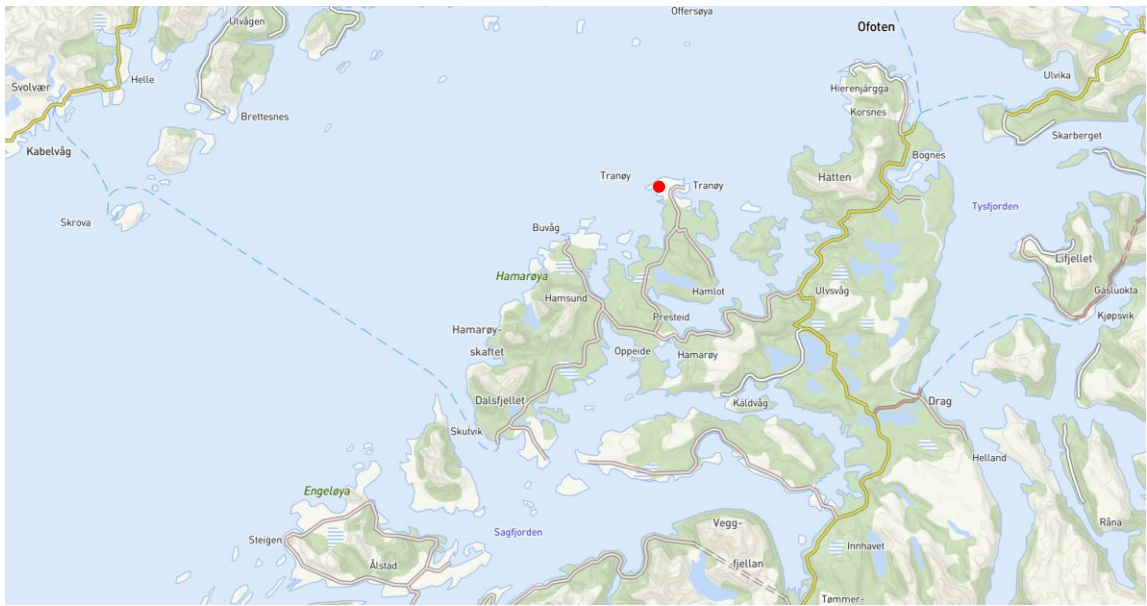 Offersøya
Ulvågen
Ofoten
Ulvika
Helle
Svolvær
Hierenjárgga
Korsnes
Brettesnes
Skarberget
Kabelvåg
Bognes
Tranøy
Hatten
Tranøy
Tysfjorden
Skrova
Buvåg
Lifjellet
Hamarøya
Gásluokta
Hamlot
Ulvsvåg
Hamsund
Kjøpsvik
Presteid
Hamarøy-
skaftet
Oppeide
Hamarøy
Dalsfjellet
Kaldvåg
Drag
Skutvik
Helland
Engeløya
Råna
Sagfjorden
Vegg-
fjellan
Steigen
Innhavet
Ålstad
Tømmer-